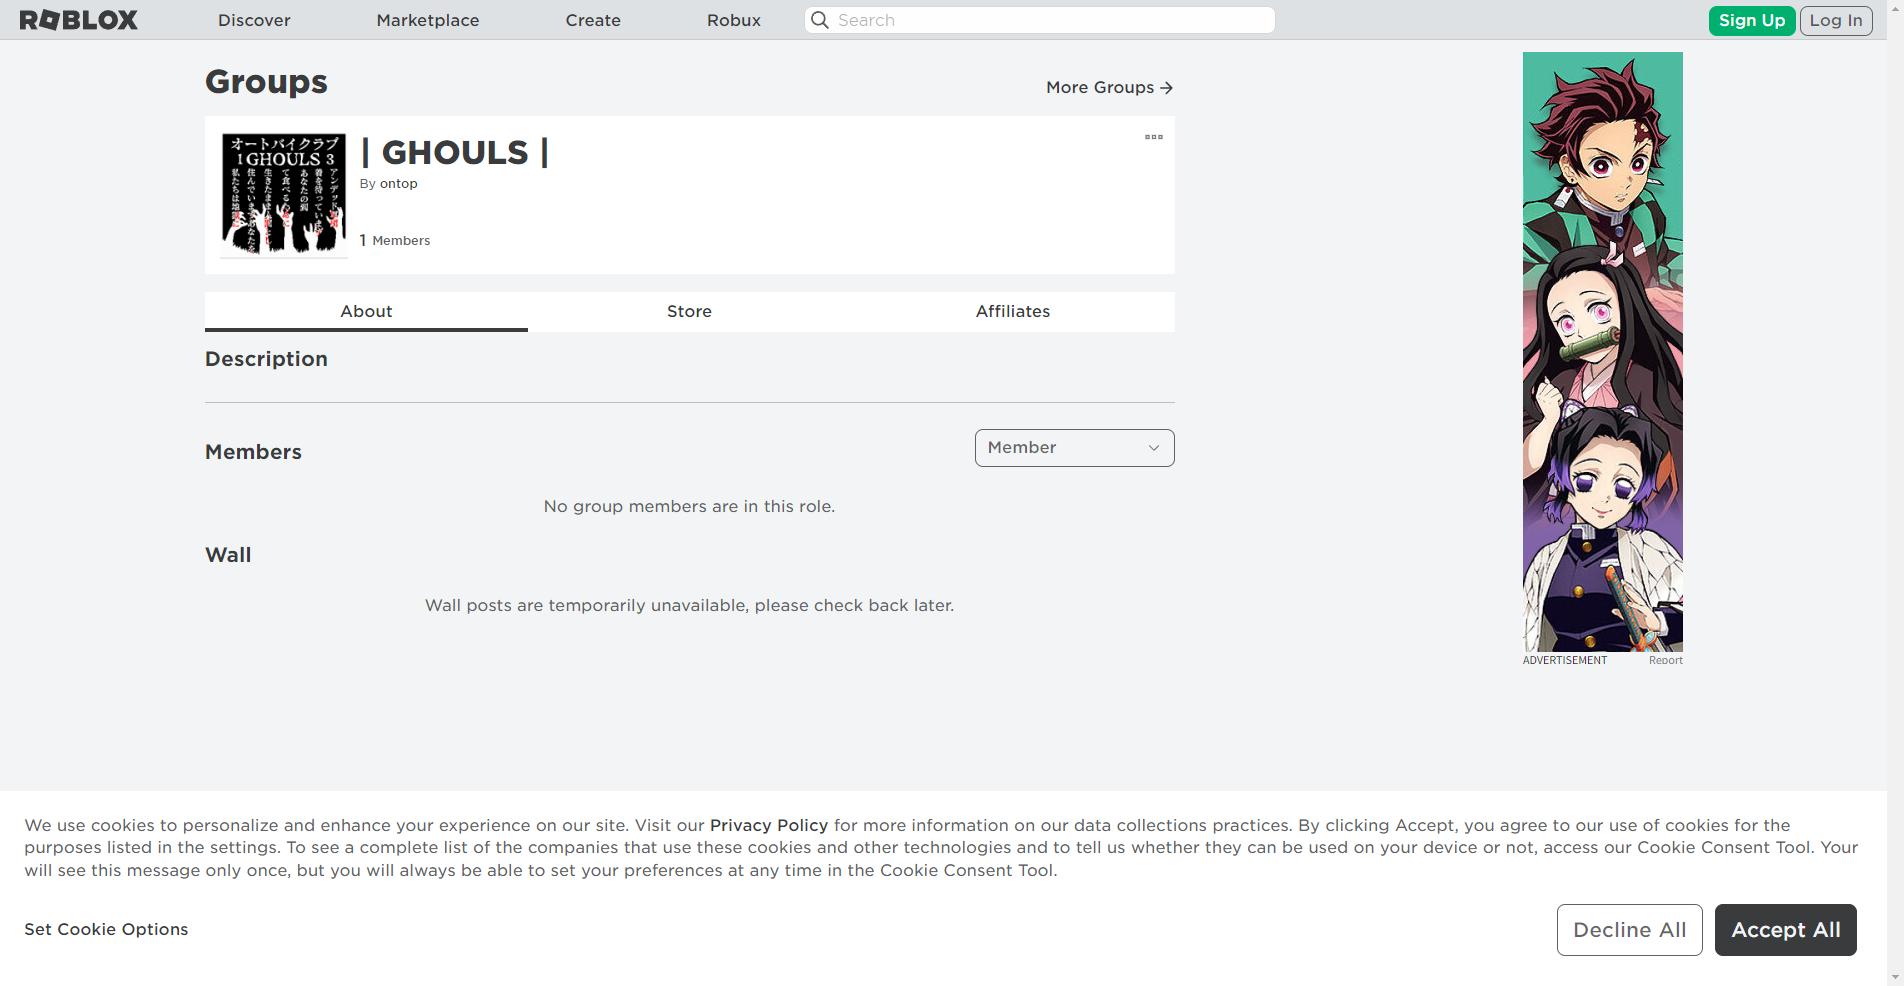 ROBLOX
Discover
Marketplace
Create
Robux
Search
Sign Up
Log In
Groups
More Groups
オートバイクラブ
1 GHOULS 3
| GHOULS |
By ontop
1 Members
About
Store
Affiliates
Description
Members
Member
No group members are in this role.
Wall
Wall posts are temporarily unavailable, please check back later.
ADVERTISEMENT
Report
We use cookies to personalize and enhance your experience on our site. Visit our Privacy Policy for more information on our data collections practices. By clicking Accept, you agree to our use of cookies for the
purposes listed in the settings. To see a complete list of the companies that use these cookies and other technologies and to tell us whether they can be used on your device or not, access our Cookie Consent Tool. Your
will see this message only once, but you will always be able to set your preferences at any time in the Cookie Consent Tool.
Set Cookie Options
Decline All
Accept All